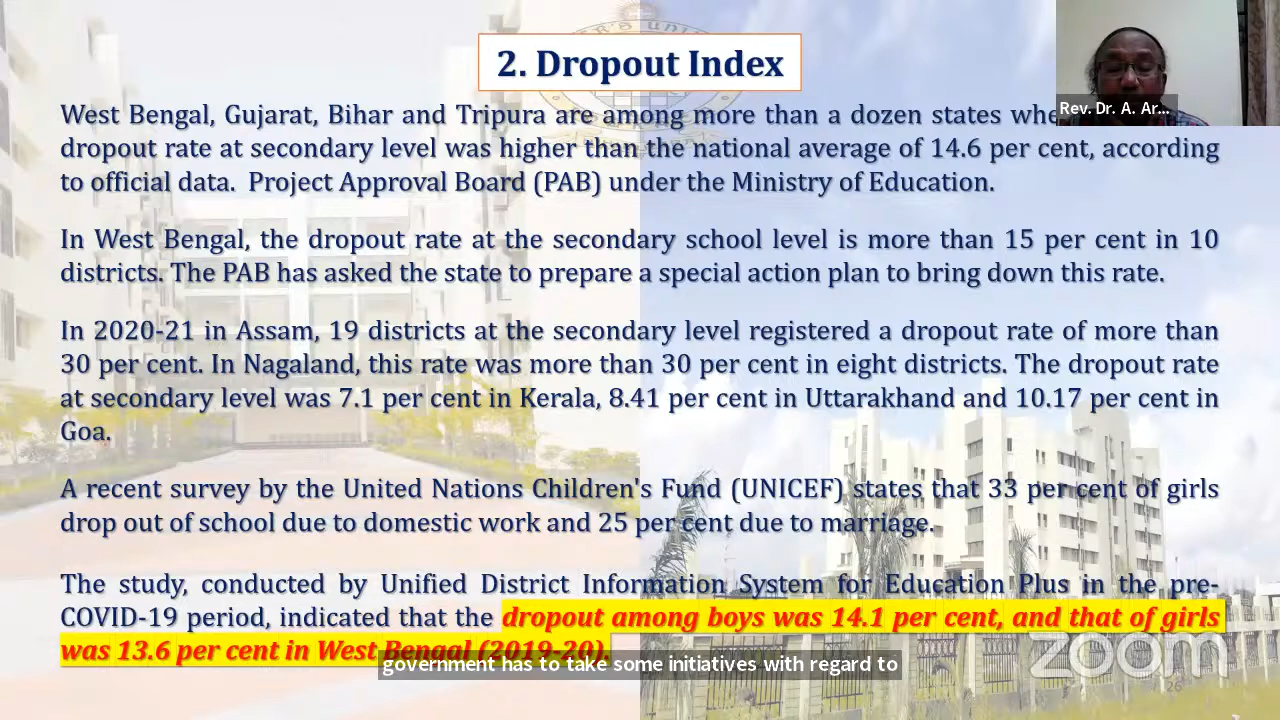 2. Dropout Index
Rev. Dr. A. Ar...
West Bengal, Gujarat, Bihar and Tripura are among more than a dozen states
dropout rate at secondary level was higher than the national average of 14.6 per cent, according
to official data. Project Approval Board (PAB) under the Ministry of Education.
In West Bengal, the dropout rate at the secondary school level is more than 15 per cent in 10
districts. The PAB has asked the state to prepare a special action plan to bring down this rate.
In 2020-21 in Assam, 19 districts at the secondary level registered a dropout rate of more than
30 per cent. In Nagaland, this rate was more than 30 per cent in eight districts. The dropout rate
at secondary level was 7.1 per cent in Kerala, 8.41 per cent in Uttarakhand and 10.17 per cent in
Goa.
A recent survey by the United Nations Children's Fund (UNICEF) states that 33 per cent of girls
drop out of school due to domestic work and 25 per cent due to marriage.
The study, conducted by Unified District Information System for Education Plus in the pre-
COVID-19 period, indicated that the dropout among boys was 14.1 per cent, and that of girls
was 13.6 per cent in West Bengal (2019-20).
government has to take some initiatives with regard to
zoom
26